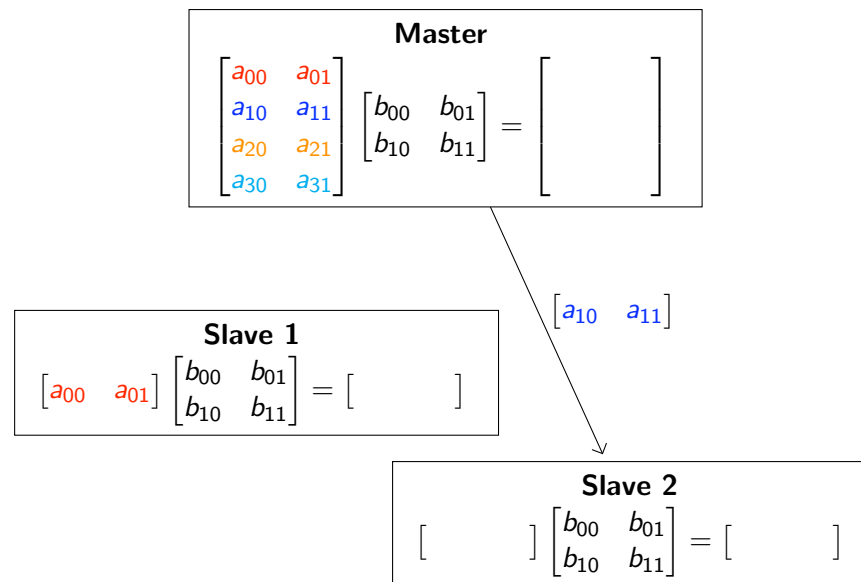 Master
a00 a01
a10 a11
a20 a21
a30 a31
b00 b01
b10 b11
=
[a10 a11]
Slave 1
[a00 a01] [b00 b01
b10 b11] = [ ]
Slave 2
[ ] [b00 b01
b10 b11] = [ ]